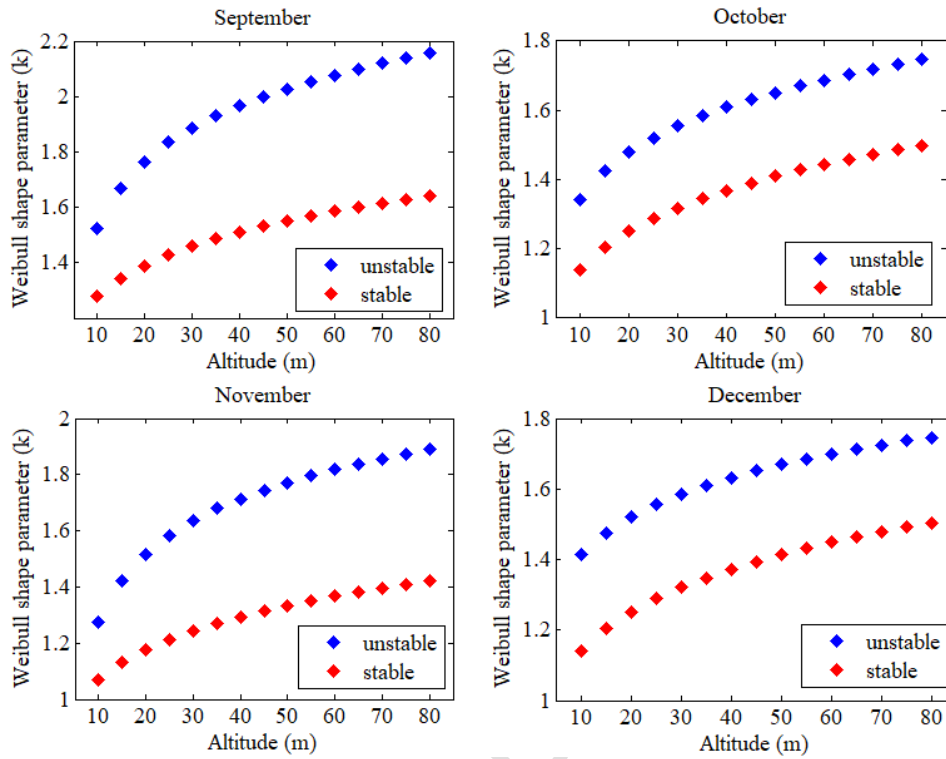 September
Weibull shape parameter (k)
2.2
2
1.8
1.6
1.4
unstable
stable
10 20 30 40 50 60 70 80
Altitude (m)
October
Weibull shape parameter (k)
1.8
1.6
1.4
1.2
1
unstable
stable
10 20 30 40 50 60 70 80
Altitude (m)
November
Weibull shape parameter (k)
2
1.8
1.6
1.4
1.2
1
unstable
stable
10 20 30 40 50 60 70 80
Altitude (m)
December
Weibull shape parameter (k)
1.8
1.6
1.4
1.2
1
unstable
stable
10 20 30 40 50 60 70 80
Altitude (m)